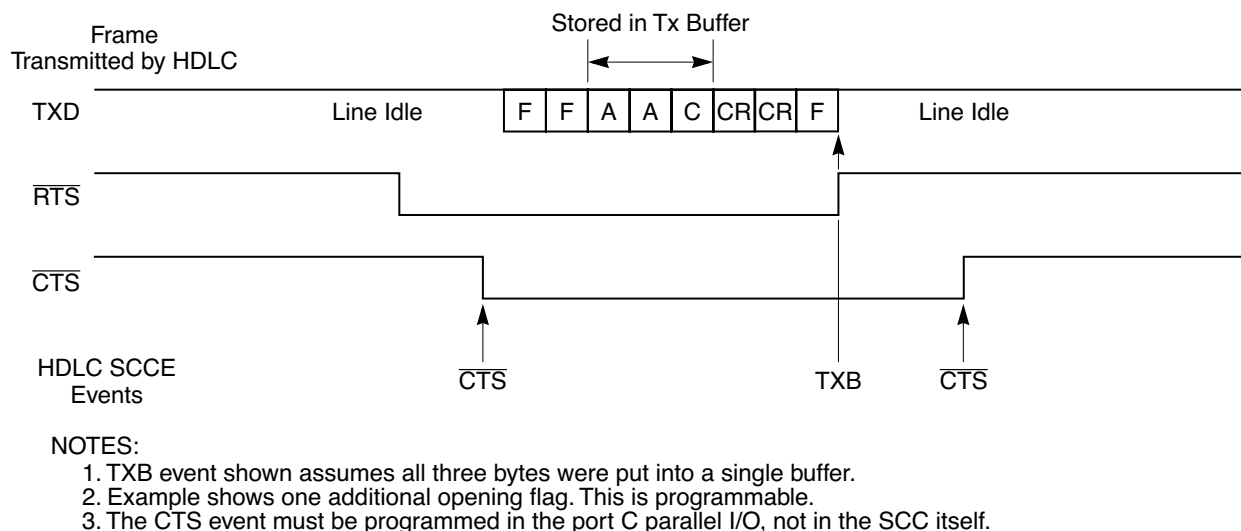 Stored in Tx Buffer
Frame
Transmitted by HDLC
TXD
Line Idle
F F A A C CR CR F
Line Idle
RTS
CTS
HDLC SCCE
Events
CTS
TXB
CTS
NOTES:
1. TXB event shown assumes all three bytes were put into a single buffer.
2. Example shows one additional opening flag. This is programmable.
3. The CTS event must be programmed in the port C parallel I/O, not in the SCC itself.